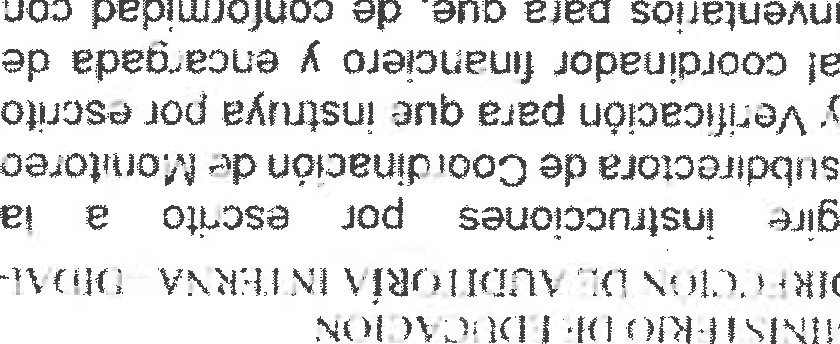 MINISTERIO DE EDUCACION
DIRECCION DE AUDITORÍA INTERNA - DIDAI-
gire instrucciones por escrito a la
subdirectora de Coordinación de Monitoreo
y Verificación para que instruya por escrito
al coordinador financiero y encargada de
inventarios para que, de conformidad con